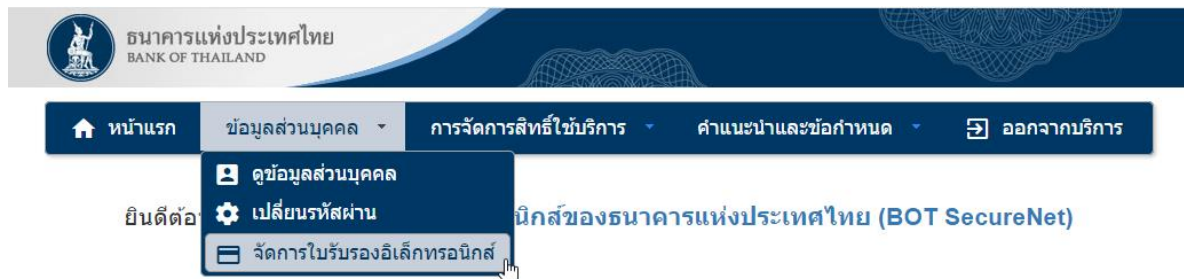 ธนาคารแห่งประเทศไทย
BANK OF THAILAND
หน้าแรก ข้อมูลส่วนบุคคล การจัดการสิทธิ์ใช้บริการ คำแนะนำและข้อกำหนด ออกจากบริการ
ดูข้อมูลส่วนบุคคล
ยินดีต้อ เปลี่ยนรหัสผ่าน นิกส์ของธนาคารแห่งประเทศไทย (BOT SecureNet)
จัดการใบรับรองอิเล็กทรอนิกส์